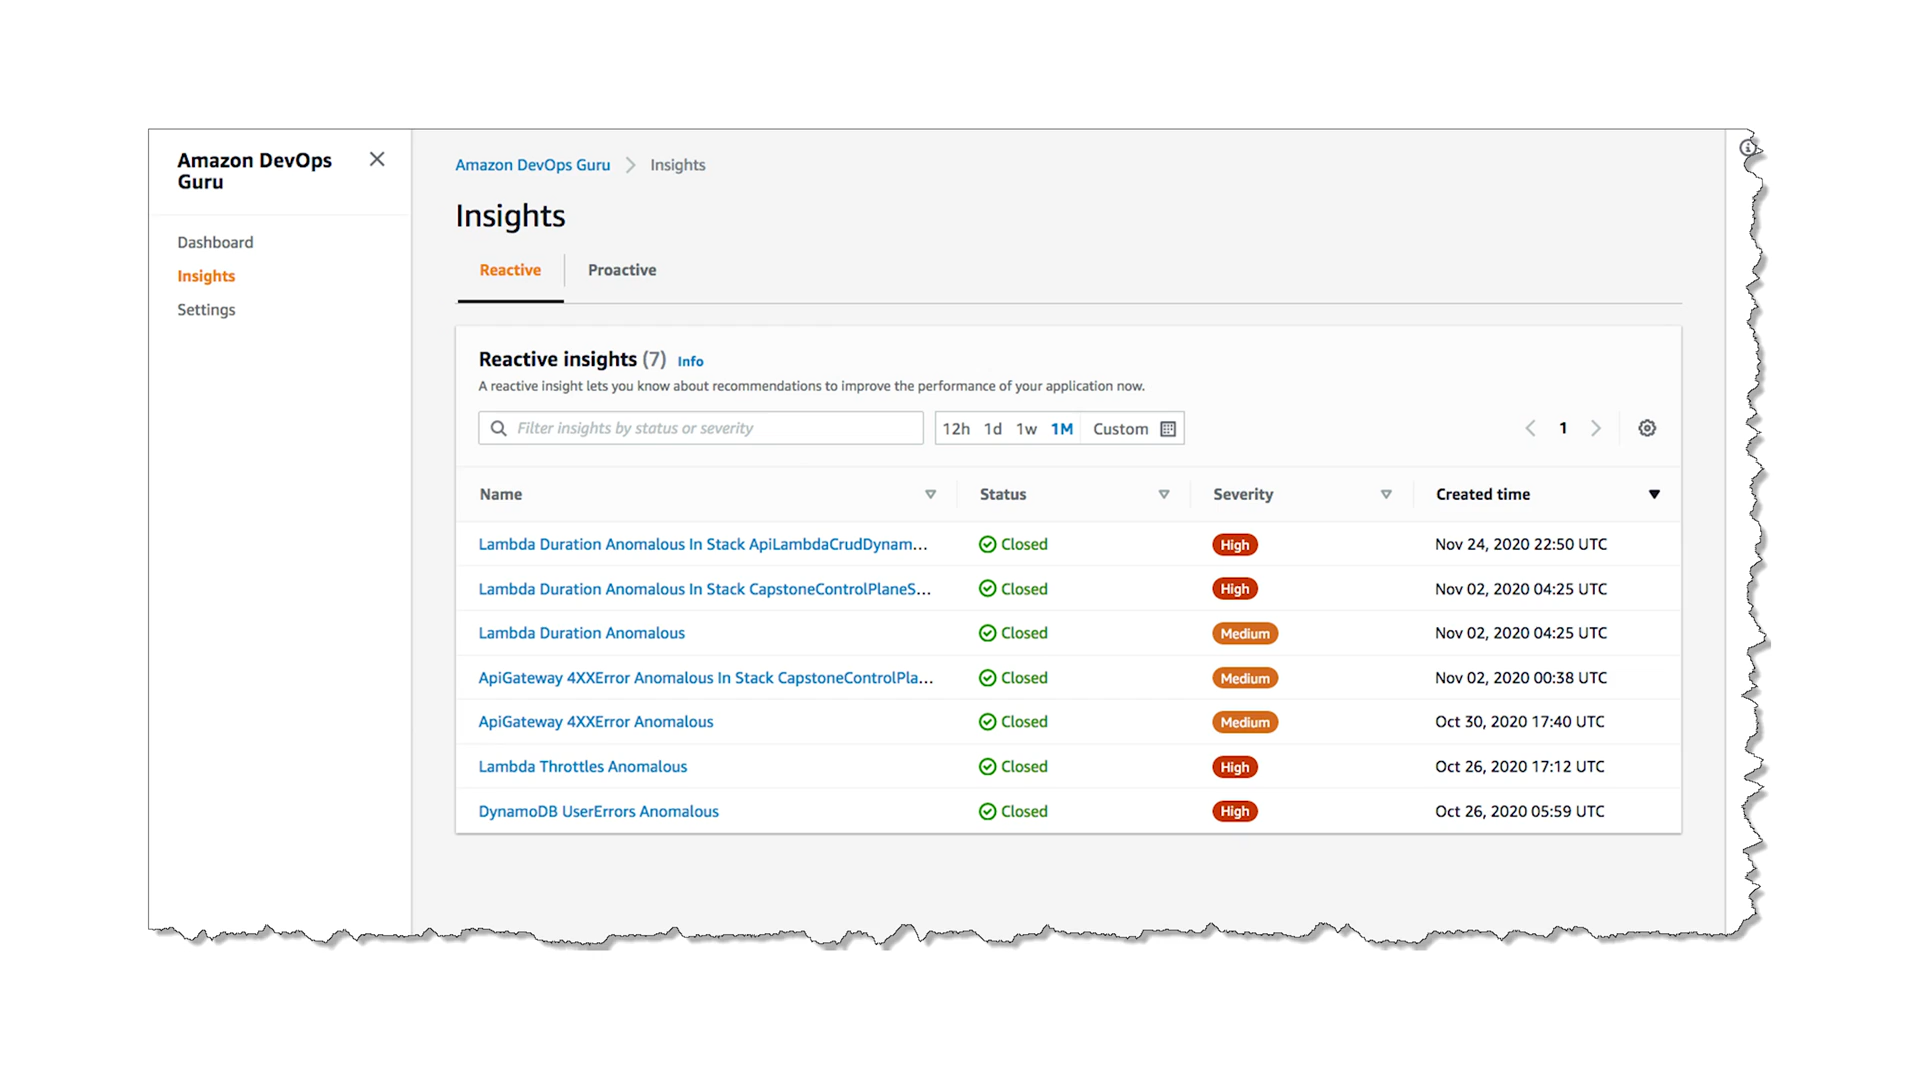 Amazon DevOps
Guru
Dashboard
Insights
Settings
Amazon DevOps Guru Insights
Insights
Reactive Proactive
Reactive insights (7) Info
A reactive insight lets you know about recommendations to improve the performance of your application now.
Filter insights by status or severity 12h 1d 1w 1M Custom 1
Name Status Severity Created time
Lambda Duration Anomalous In Stack ApiLambdaCrudDynam... Closed High Nov 24, 2020 22:50 UTC
Lambda Duration Anomalous In Stack CapstoneControlPlaneS... Closed High Nov 02, 2020 04:25 UTC
Lambda Duration Anomalous Closed Medium Nov 02, 2020 04:25 UTC
ApiGateway 4XXError Anomalous In Stack CapstoneControlPla... Closed Medium Nov 02, 2020 00:38 UTC
ApiGateway 4XXError Anomalous Closed Medium Oct 30, 2020 17:40 UTC
Lambda Throttles Anomalous Closed High Oct 26, 2020 17:12 UTC
DynamoDB UserErrors Anomalous Closed High Oct 26, 2020 05:59 UTC